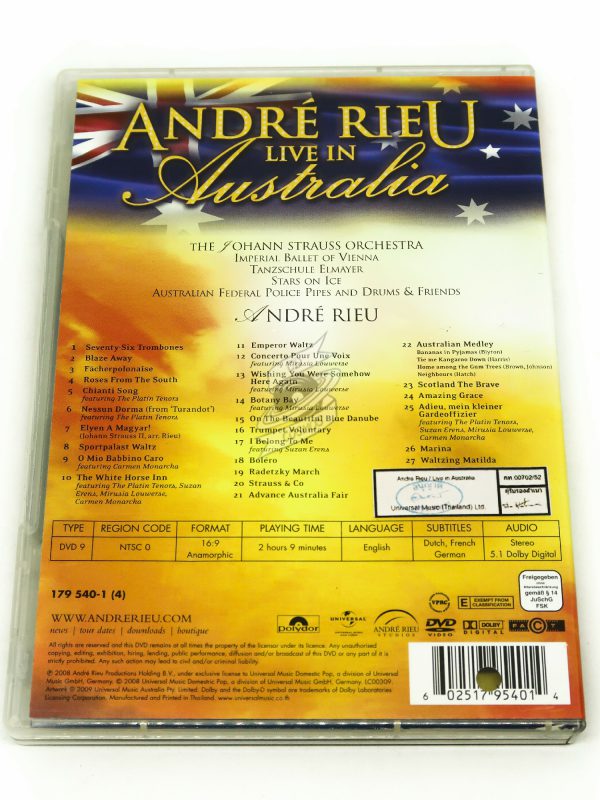 ANDRÉ RIEU
LIVE IN
Australia
THE JOHANN STRAUSS ORCHESTRA
IMPERIAL BALLET OF VIENNA
TANZSCHULE ELMAYER
STARS ON ICE
AUSTRALIAN FEDERAL POLICE PIPES AND DRUMS & FRIENDS
ANDRÉ RIEU
1 Seventy-Six Trombones
2 Blaze Away
3 Facherpolonaise
4 Roses From The South
5 Chianti Song
featuring The Platin Tenors
6 Nessun Dorma (from "Turandot")
featuring The Platin Tenors
7 Elyen A Magyar!
(Johann Strauss II, arr. Rieu)
8 Sportpalast Waltz
9 O Mio Babbino Caro
featuring Carmen Monarcha
10 The White Horse Inn
featuring The Platin Tenors, Suzan
Erens, Mirusia Louwerse,
Carmen Monarcha
11 Emperor Waltz
12 Concerto Pour Une Voix
featuring Mirusia Louwerse
13 Wishing You Were Somehow
Here Again
featuring Mirusia Louwerse
14 Botany Bay
featuring Mirusia Louwerse
15 On The Beautiful Blue Danube
16 Trumpet Voluntary
17 I Belong To Me
featuring Suzan Erens
18 Boléro
19 Radetzky March
20 Strauss & Co
21 Advance Australia Fair
22 Australian Medley
Bananas in Pyjamas (Blyton)
Tie me Kangaroo Down (Harris)
Home among the Gum Trees (Brown, Johnson)
Neighbours (Hatch)
23 Scotland The Brave
24 Amazing Grace
25 Adieu, mein kleiner
Gardeoffizier
featuring The Platin Tenors,
Suzan Erens, Mirusia Louwerse,
Carmen Monarcha
26 Marina
27 Waltzing Matilda
Andre Rieu / Live in Australia
Universal Music (Thailand) Ltd.
TYPE REGION CODE FORMAT PLAYING TIME LANGUAGE SUBTITLES AUDIO
DVD 9 NTSC 0 16:9 Anamorphic 2 hours 9 minutes English Dutch, French German Stereo 5.1 Dolby Digital
179 540-1 (4)
Freigegeben
ohne
Altersbeschränkung
gemäß § 14
JuSchG
FSK
WWW.ANDRERIEU.COM
news | tour dates | downloads | boutique
Polydor
UNIVERSAL
ANDRÉ RIEU
STUDIOS
VPRC
E EXEMPT FROM CLASSIFICATION
DVD VIDEO
DOLBY DIGITAL
All rights are reserved and this DVD remains at all times the property of the licensor under its licence. Any unauthorised
copying, editing, exhibition, hiring, lending, public performance, diffusion and/or broadcast of this DVD or any part of it is
strictly prohibited. Any such action may lead to civil and/or criminal liability.
Ⓟ 2008 André Rieu Productions Holding B.V., under exclusive license to Universal Music Domestic Pop, a division of Universal
Music GmbH, Germany. © 2008 Universal Music Domestic Pop, a division of Universal Music GmbH, Germany. LC00009.
Artwork © 2009 Universal Music Australia Pty. Limited. Dolby and the Double-D symbol are trademarks of Dolby Laboratories
Licensing Corporation. Manufactured and Printed in Thailand. www.universalmusic.co.th
6 02517 95401 4